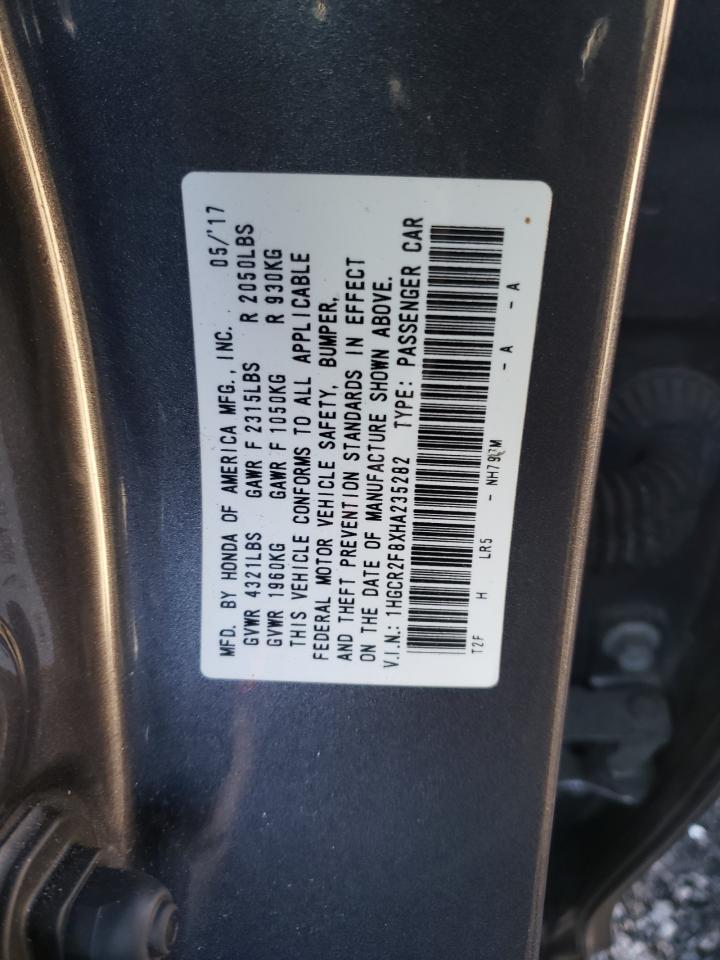 MFD. BY HONDA OF AMERICA MFG., INC. 05/'17
GVWR 4321LBS GAWR F 2315LBS R 2050LBS
GVWR 1960KG GAWR F 1050KG R 930KG
THIS VEHICLE CONFORMS TO ALL APPLICABLE
FEDERAL MOTOR VEHICLE SAFETY, BUMPER,
AND THEFT PREVENTION STANDARDS IN EFFECT
ON THE DATE OF MANUFACTURE SHOWN ABOVE.
V.I.N.: 1HGCR2F8XHA235282 TYPE: PASSENGER CAR
T2F H LR5 - - A - A